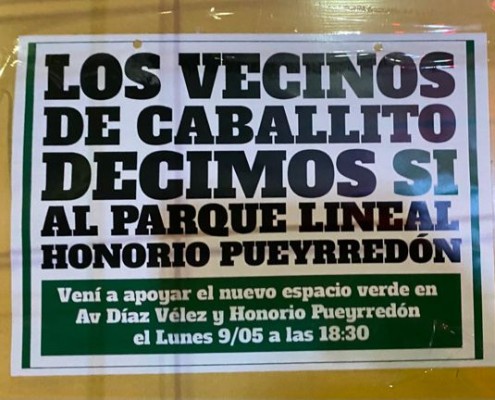 LOS VECINOS
DE CABALLITO
DECIMOS SI
AL PARQUE LINEAL
HONORIO PUEYRREDÓN
Vení a apoyar el nuevo espacio verde en
Av Díaz Vélez y Honorio Pueyrredón
el Lunes 9/05 a las 18:30